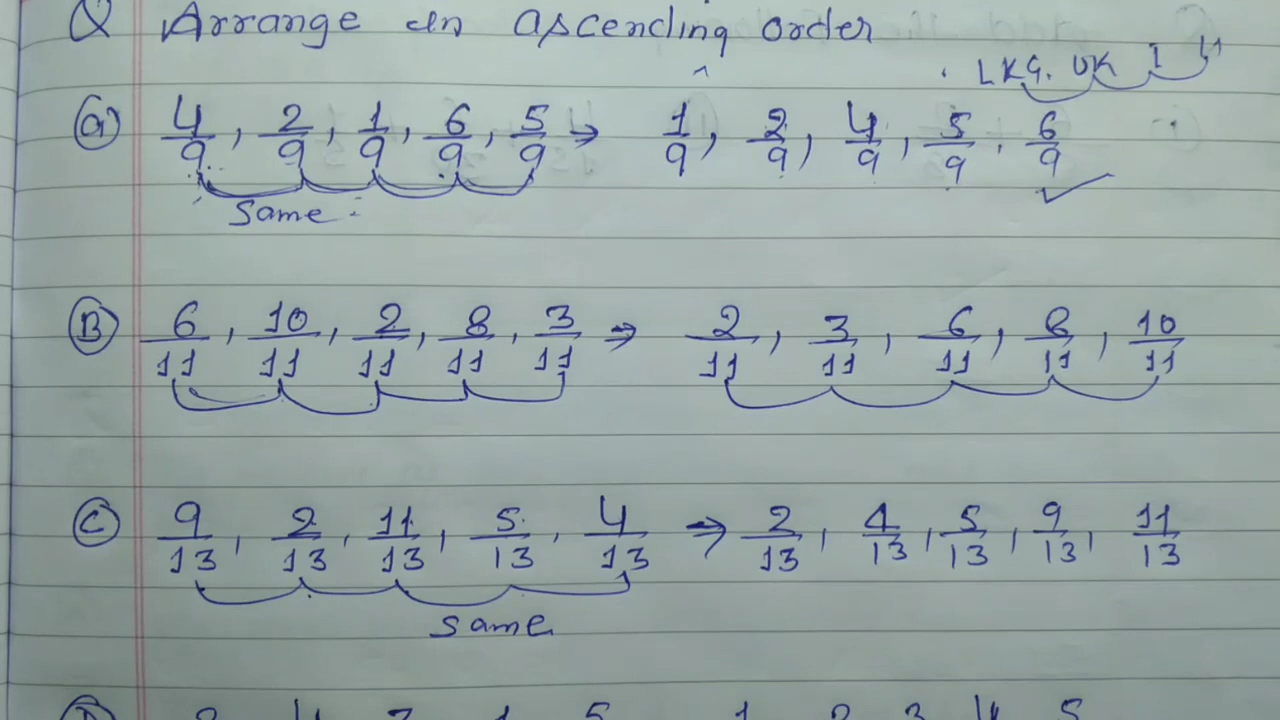 Q Arrange in ascending order
LKG. UK I II
(a) 4/9, 2/9, 1/9, 6/9, 5/9 → 1/9, 2/9, 4/9, 5/9, 6/9 ✓
Same
(B) 6/11, 10/11, 2/11, 8/11, 3/11 → 2/11, 3/11, 6/11, 8/11, 10/11
(C) 9/13, 2/13, 11/13, 5/13, 4/13 → 2/13, 4/13, 5/13, 9/13, 11/13
Same